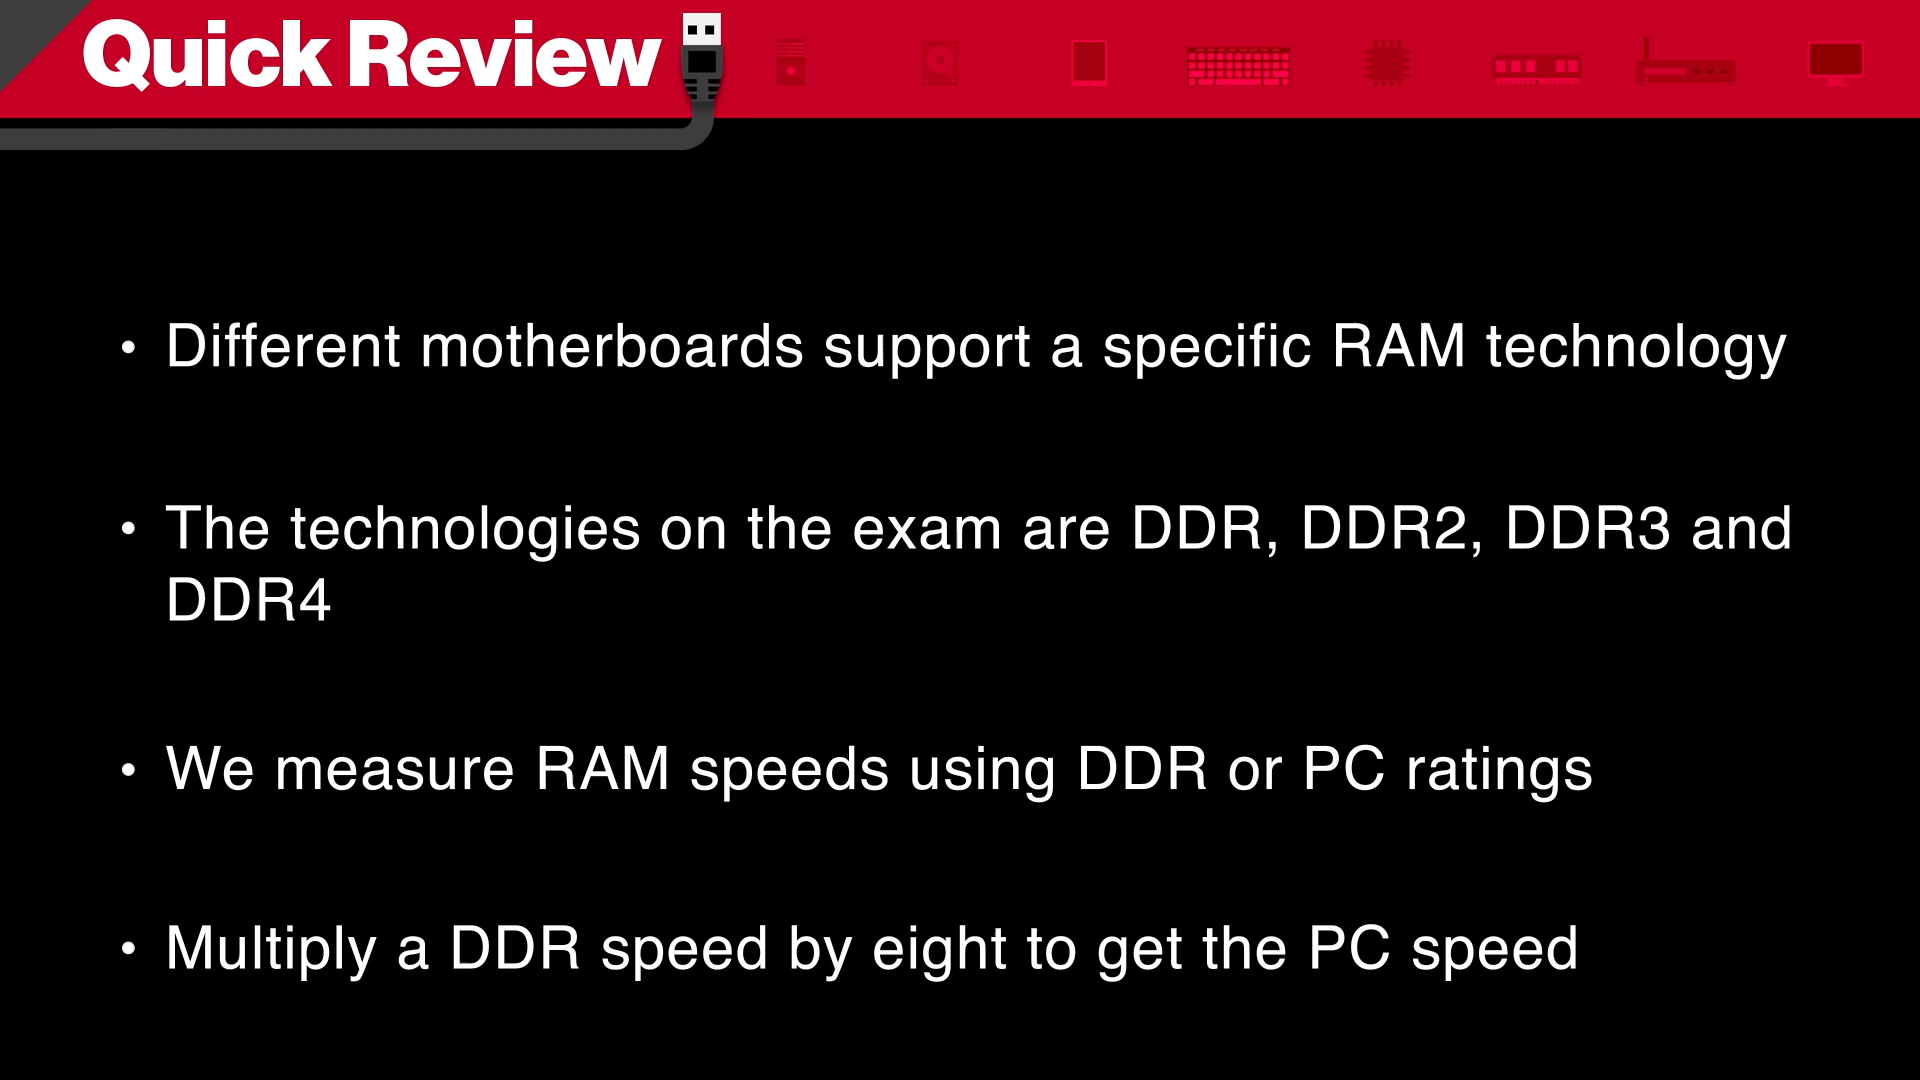 Quick Review
• Different motherboards support a specific RAM technology
• The technologies on the exam are DDR, DDR2, DDR3 and
DDR4
• We measure RAM speeds using DDR or PC ratings
• Multiply a DDR speed by eight to get the PC speed